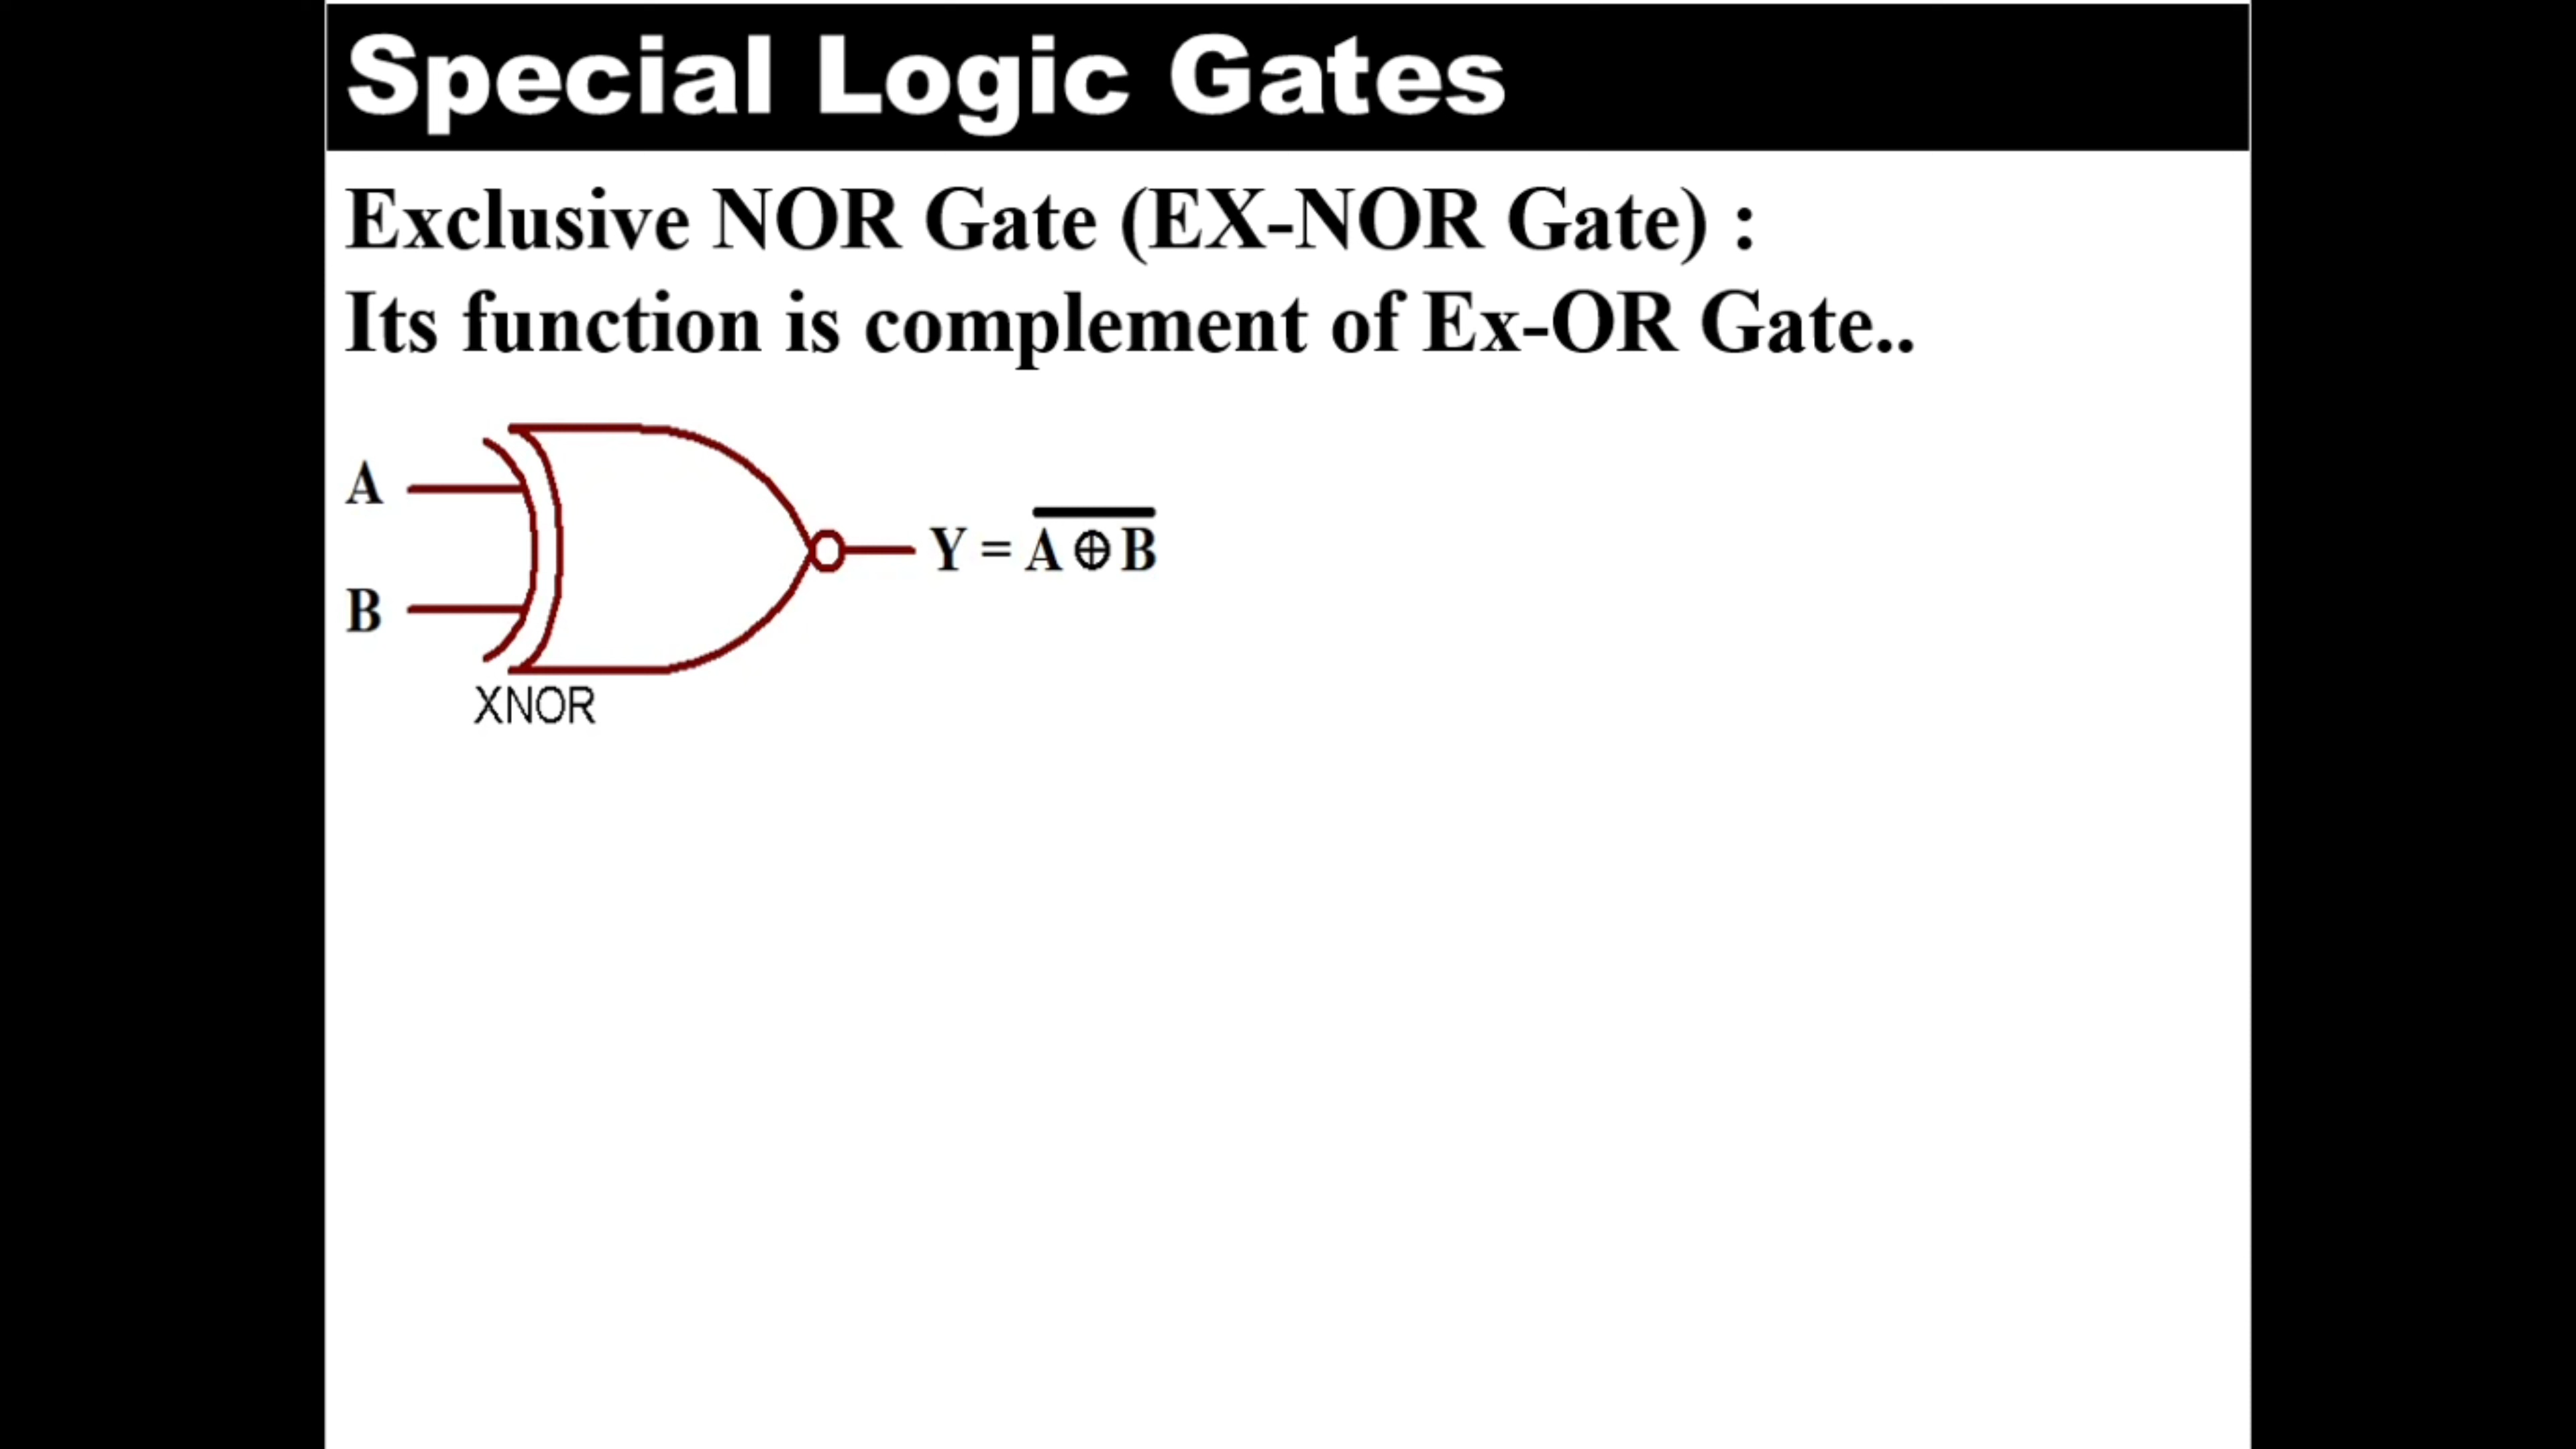 Special Logic Gates
Exclusive NOR Gate (EX-NOR Gate) :
Its function is complement of Ex-OR Gate..
A
B
Y = A̅ ̅⊕̅ ̅B̅
XNOR